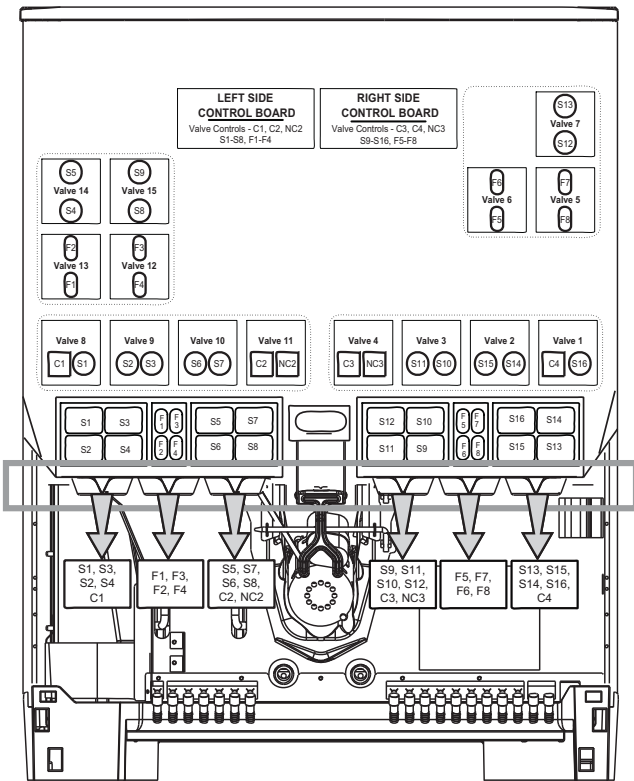 LEFT SIDE
CONTROL BOARD
Valve Controls - C1, C2, NC2
S1-S8, F1-F4
RIGHT SIDE
CONTROL BOARD
Valve Controls - C3, C4, NC3
S9-S16, F5-F8
S13
Valve 7
S12
S5
Valve 14
S4
S9
Valve 15
S8
F6
Valve 6
F5
F7
Valve 5
F8
F2
Valve 13
F1
F3
Valve 12
F4
Valve 8
C1 S1
Valve 9
S2 S3
Valve 10
S6 S7
Valve 11
C2 NC2
Valve 4
C3 NC3
Valve 3
S11 S10
Valve 2
S15 S14
Valve 1
C4 S16
S1 S3
S2 S4
F1 F3
F2 F4
S5 S7
S6 S8
S12 S10
S11 S9
F5 F7
F6 F8
S16 S14
S15 S13
S1, S3,
S2, S4
C1
F1, F3,
F2, F4
S5, S7,
S6, S8,
C2, NC2
S9, S11,
S10, S12,
C3, NC3
F5, F7,
F6, F8
S13, S15,
S14, S16,
C4